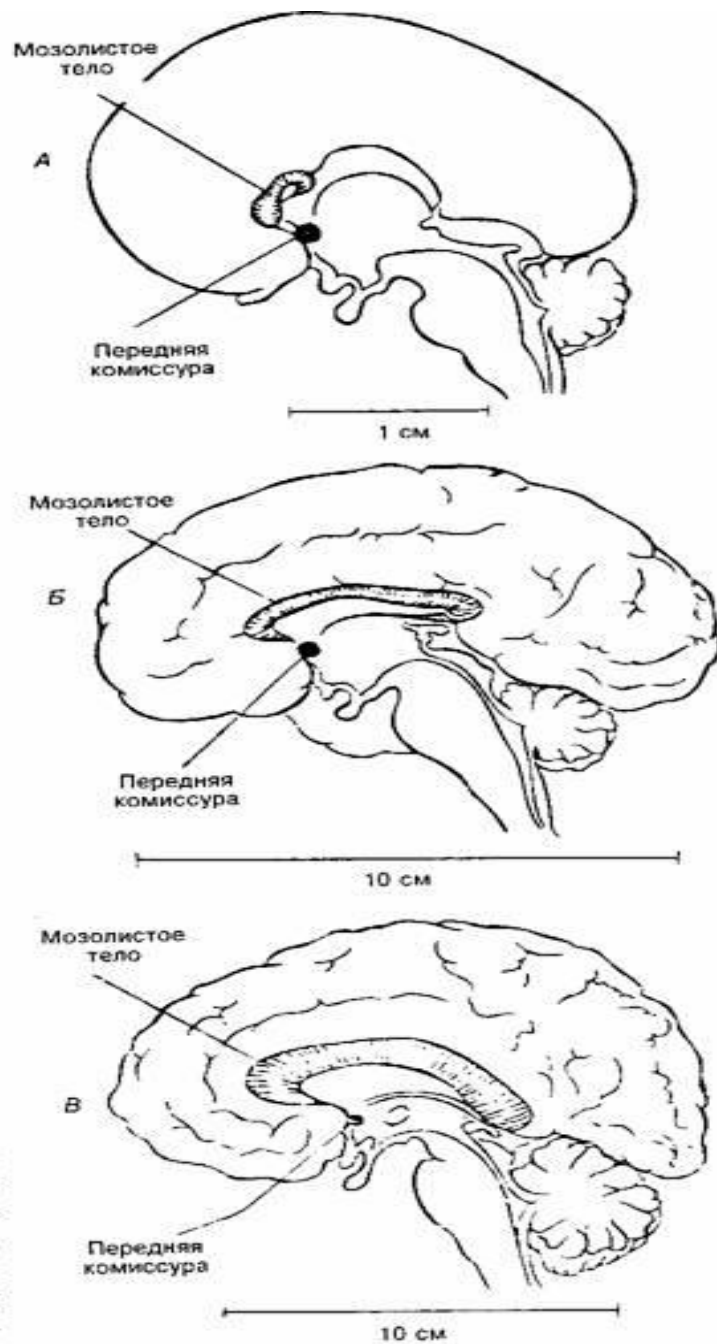 Мозолистое
тело
А
Передняя
комиссура
1 см
Мозолистое
тело
Б
Передняя
комиссура
10 см
Мозолистое
тело
В
Передняя
комиссура
10 см